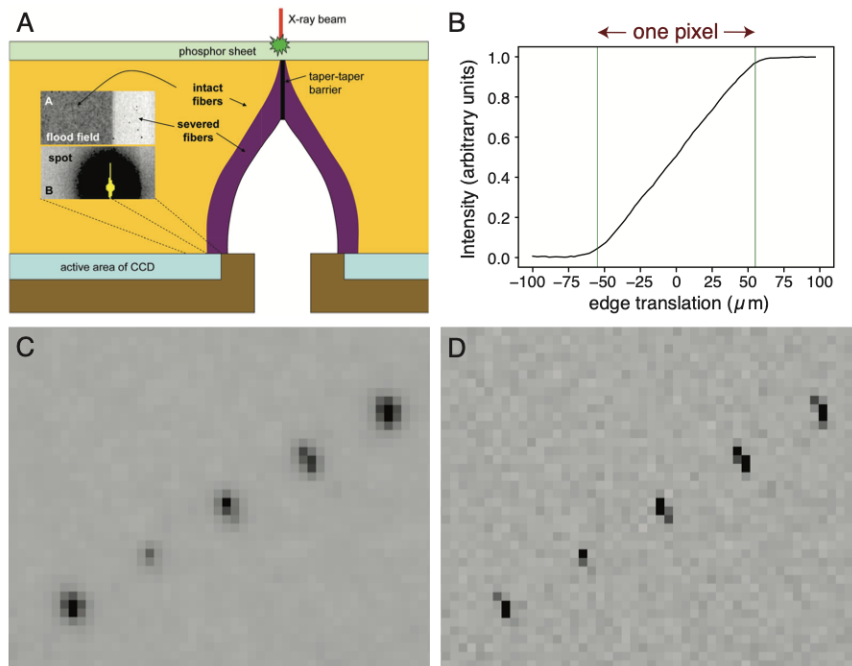 A
X-ray beam
phosphor sheet
taper-taper
barrier
intact
fibers
A
severed
fibers
flood field
spot
B
active area of CCD
B
one pixel
Intensity (arbitrary units)
1.0
0.8
0.6
0.4
0.2
0.0
−100 −75 −50 −25 0 25 50 75 100
edge translation (µm)
C
D